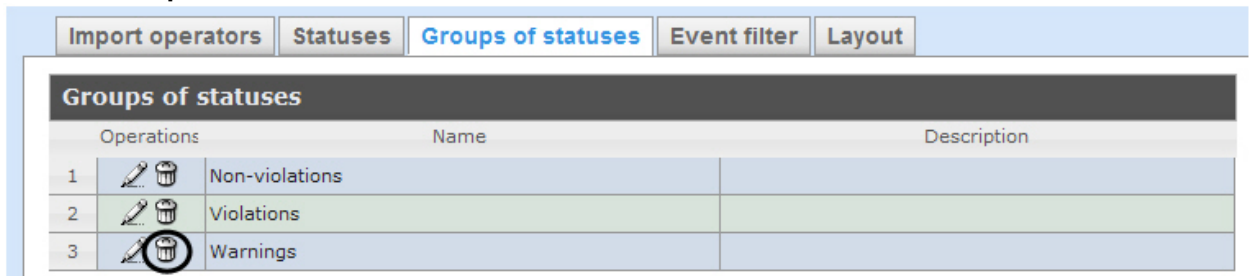 Import operators Statuses Groups of statuses Event filter Layout
Groups of statuses
Operations Name Description
1 Non-violations
2 Violations
3 Warnings